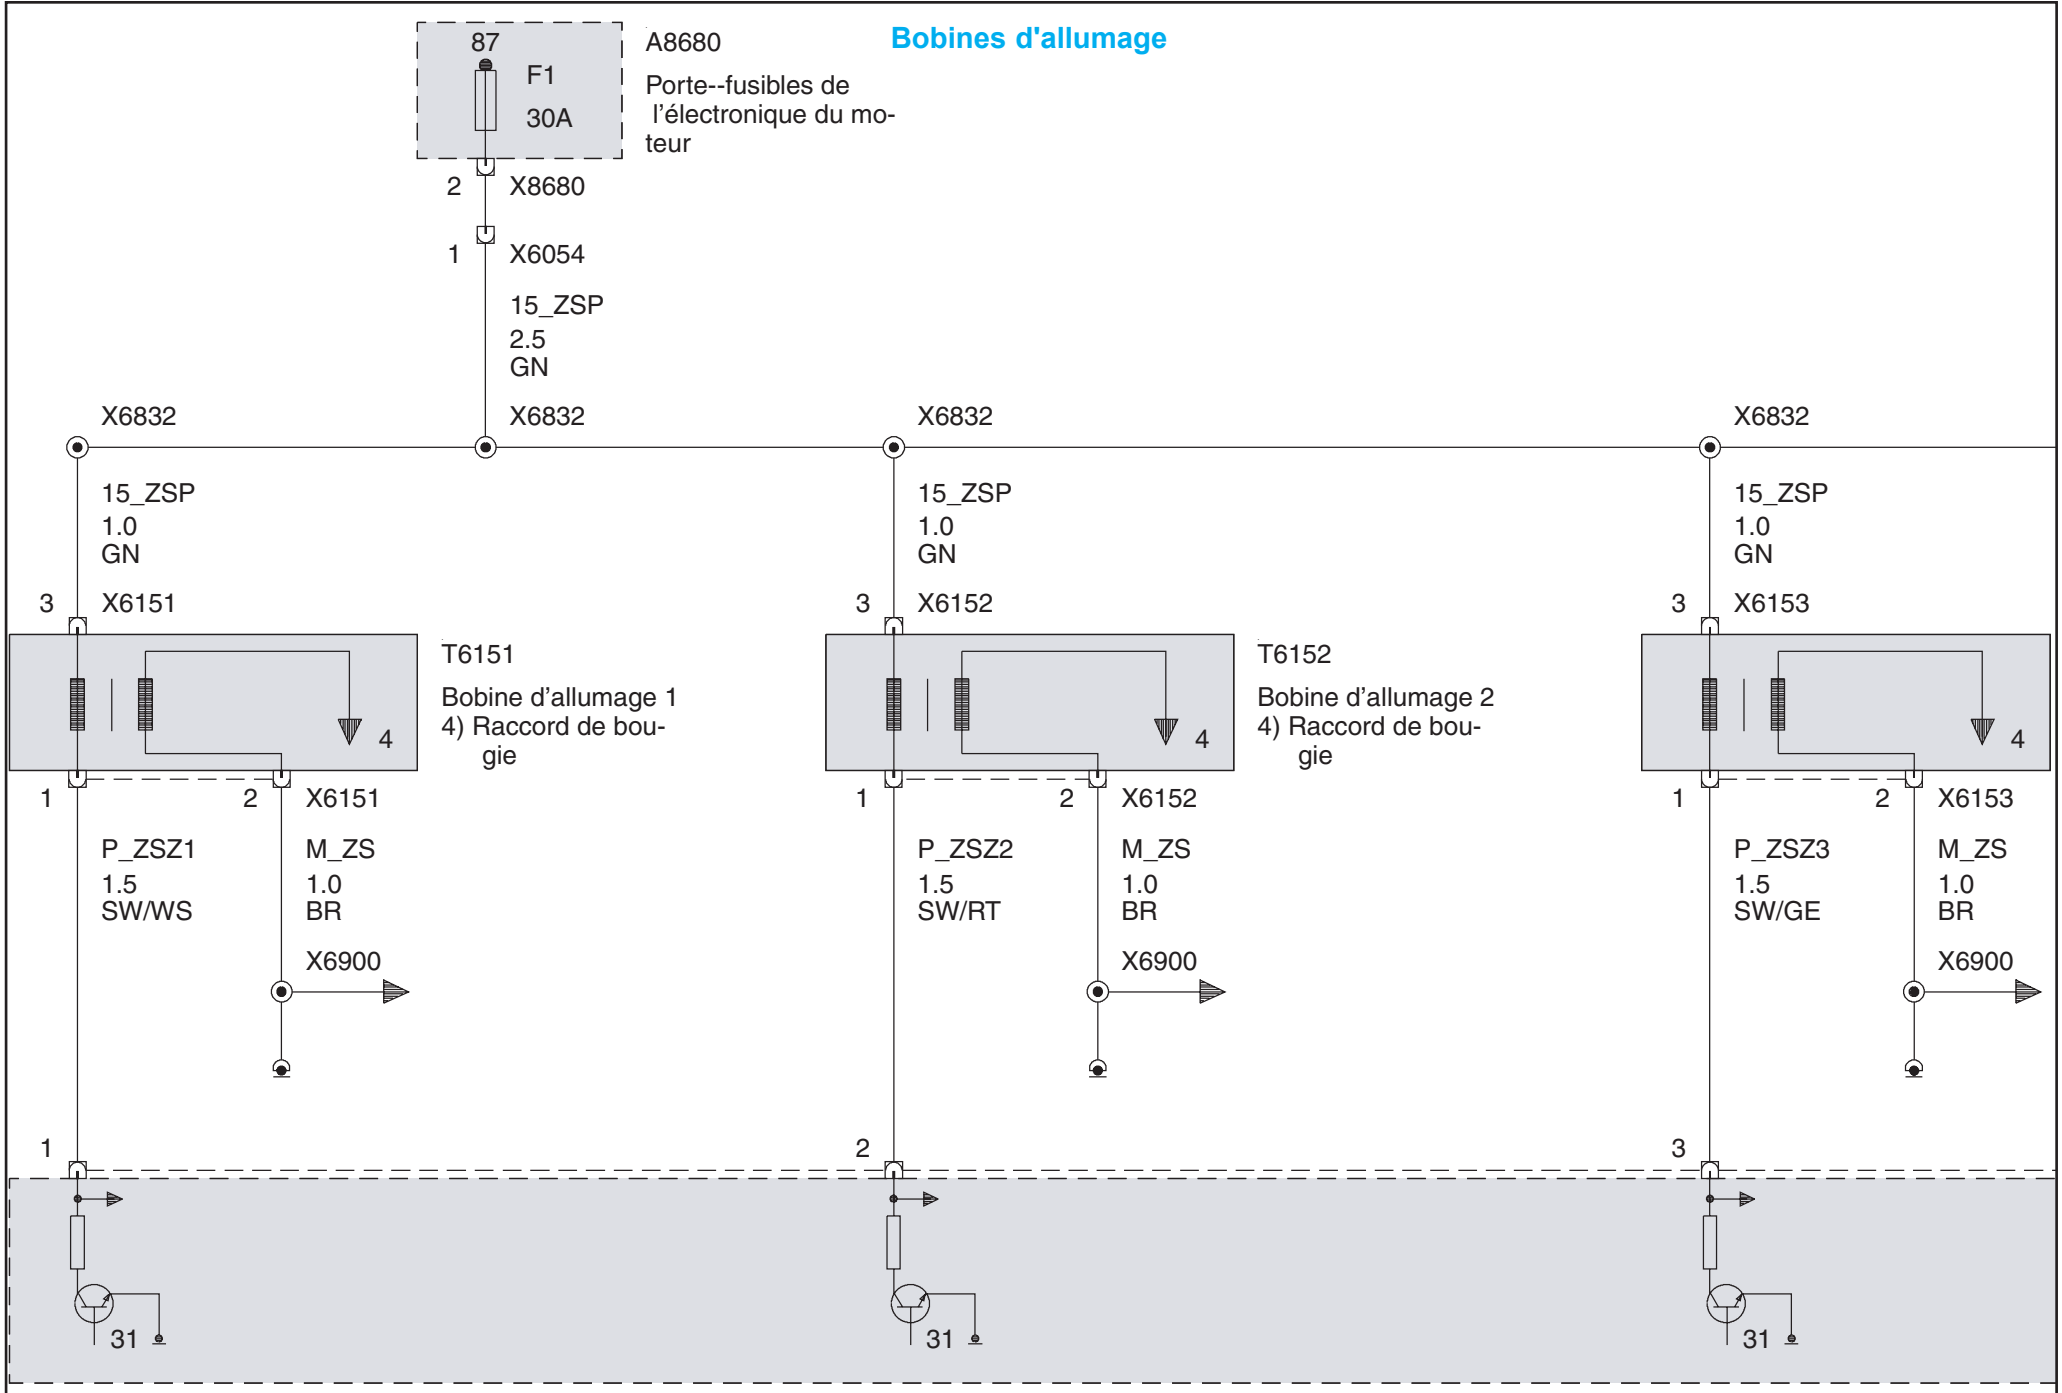 Bobines d'allumage
87
F1
30A
A8680
Porte--fusibles de
l'électronique du mo-
teur
2 X8680
1 X6054
15_ZSP
2.5
GN
X6832 X6832 X6832 X6832
15_ZSP 15_ZSP 15_ZSP
1.0 1.0 1.0
GN GN GN
3 X6151 3 X6152 3 X6153
T6151 T6152
Bobine d'allumage 1 Bobine d'allumage 2
4) Raccord de bou- 4) Raccord de bou-
4 gie 4 gie 4
1 2 X6151 1 2 X6152 1 2 X6153
P_ZSZ1 M_ZS P_ZSZ2 M_ZS P_ZSZ3 M_ZS
1.5 1.0 1.5 1.0 1.5 1.0
SW/WS BR SW/RT BR SW/GE BR
X6900 X6900 X6900
1 2 3
31 31 31